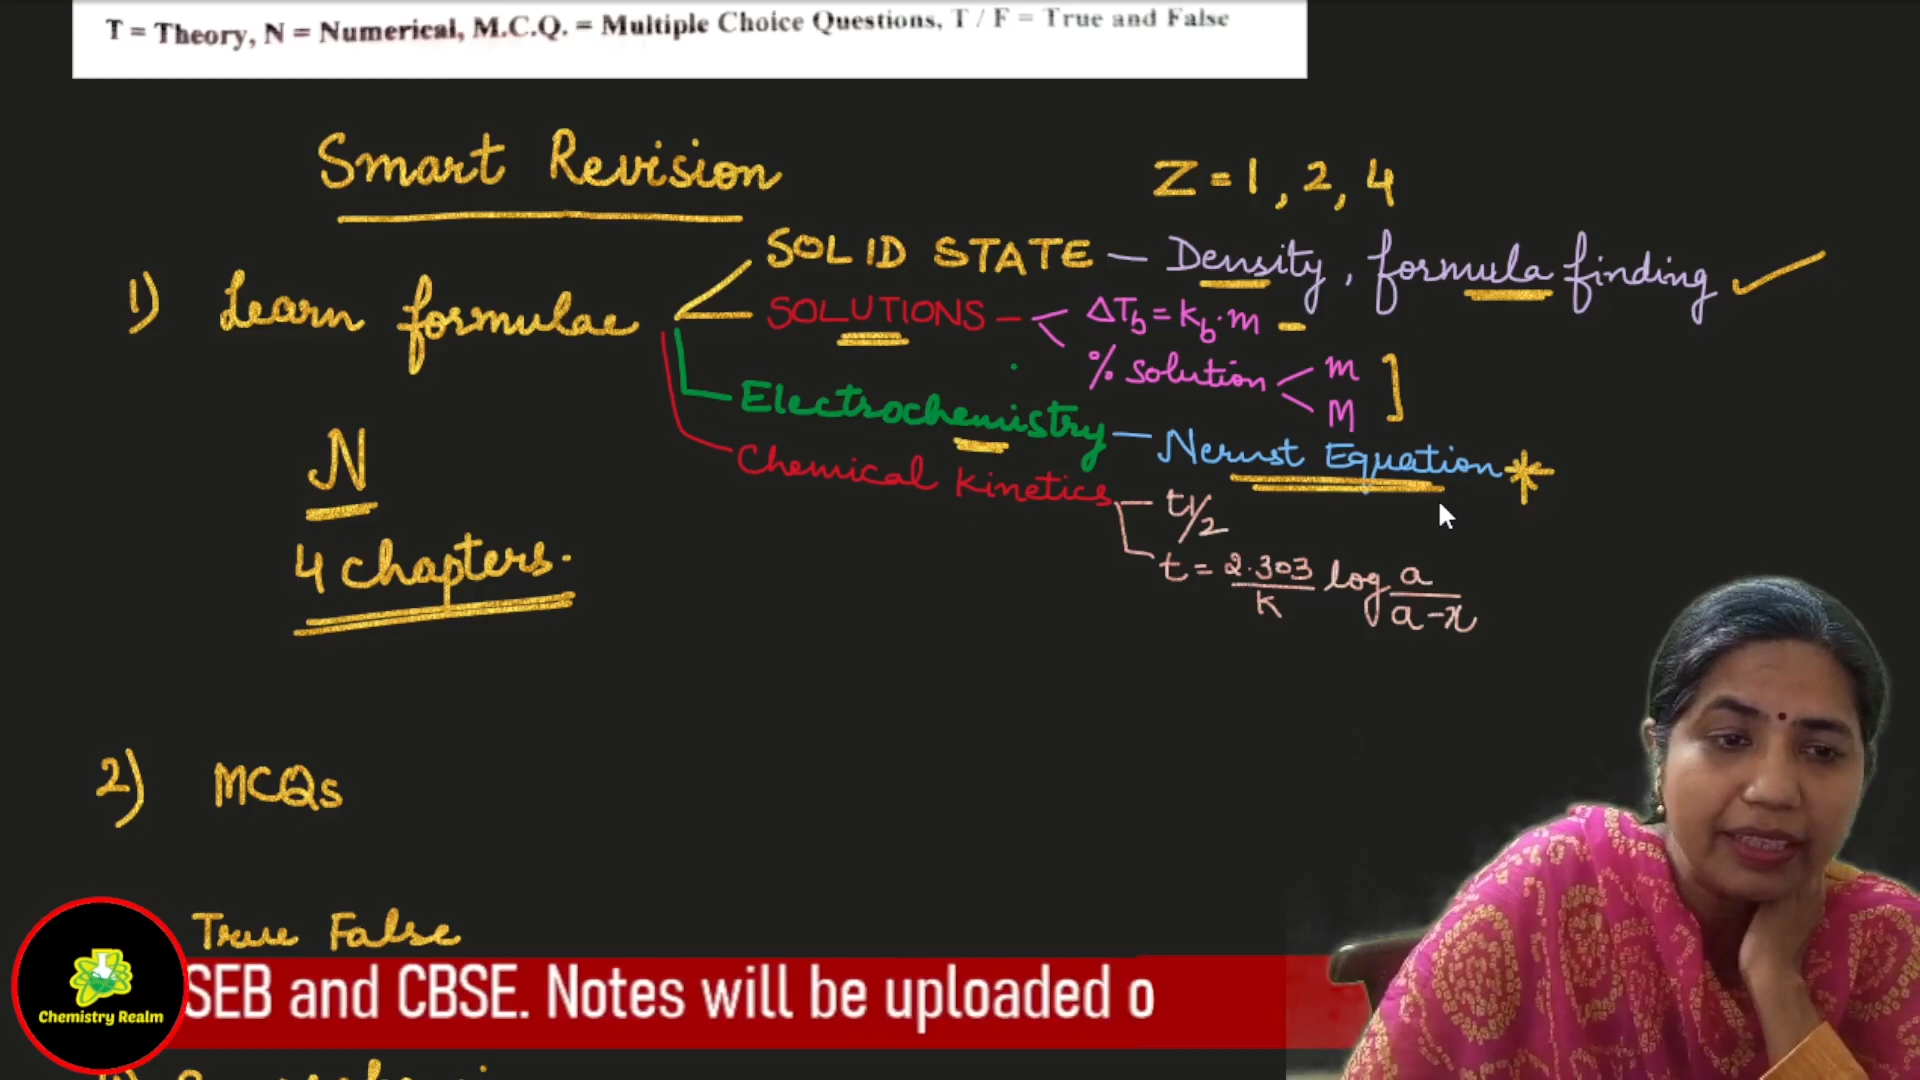 T = Theory, N = Numerical, M.C.Q. = Multiple Choice Questions, T / F = True and False
Smart Revision
Z = 1, 2, 4
1) Learn formulae
SOLID STATE — Density, formula finding ✓
SOLUTIONS — ΔTb = kb·m
% solution < m
M ]
Electrochemistry — Nernst Equation *
Chemical Kinetics — t1/2
t = 2.303/K log a/a-x
N
4 chapters.
2) MCQs
True False
SEB and CBSE. Notes will be uploaded o
Chemistry Realm